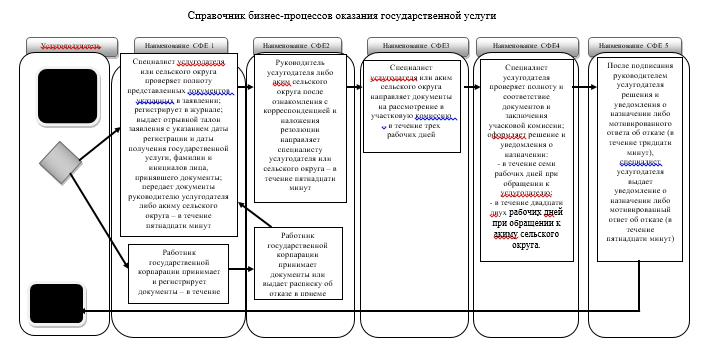 Справочник бизнес-процессов оказания государственной услуги
Услугополучатель
Наименование СФЕ 1
Наименование СФЕ2
Наименование СФЕ3
Наименование СФЕ4
Наименование СФЕ 5
Специалист услугодателя
или сельского округа
проверяет полноту
представленных документов,
указанных в заявлении;
регистрирует в журнале;
выдает отрывной талон
заявления с указанием даты
регистрации и даты
получения государственной
услуги, фамилии и
инициалов лица,
принявшего документы;
передает документы
руководителю услугодателя
либо акиму сельского
округа – в течение
пятнадцати минут
Работник
государственной
корпарации принимает
и регистрирует
документы – в течение
Руководитель
услугодателя либо
аким сельского
округа после
ознакомления с
корреспонденцией и
наложения
резолюции
направляет
специалисту
услугодателя или
сельского округа – в
течение пятнадцати
минут
Работник
государственной
корпарации
принимает
документы или
выдает расписку об
отказе в приеме
Специалист
услугодателя или аким
сельского округа
направляет документы
на рассмотрение в
участковую комиссию
в течение трех
рабочих дней
Специалист
услугодателя
проверяет полноту и
соответствие
документов и
заключения
участковой комиссии;
оформляет решение и
уведомления о
назначении:
- в течение семи
рабочих дней при
обращении к
услугодателю;
- в течение двадцати
двух рабочих дней
при обращении к
акиму сельского
округа.
После подписания
руководителем
услугодателя
решения и
уведомления о
назначении либо
мотивированного
ответа об отказе (в
течение тридцати
минут),
специалист
услугодателя
выдает
уведомление о
назначении либо
мотивированный
ответ об отказе (в
течение
пятнадцати минут)